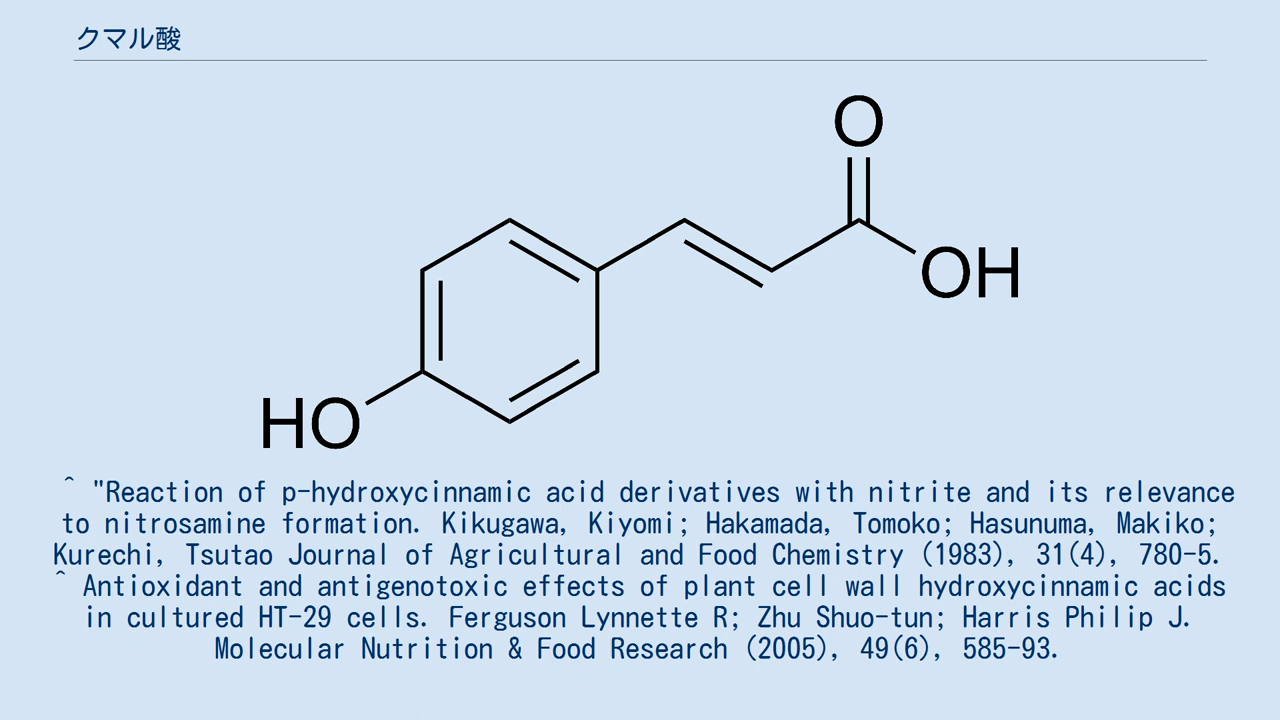 クマル酸
O
OH
HO
^ "Reaction of p-hydroxycinnamic acid derivatives with nitrite and its relevance
to nitrosamine formation. Kikugawa, Kiyomi; Hakamada, Tomoko; Hasunuma, Makiko;
Kurechi, Tsutao Journal of Agricultural and Food Chemistry (1983), 31(4), 780-5.
^ Antioxidant and antigenotoxic effects of plant cell wall hydroxycinnamic acids
in cultured HT-29 cells. Ferguson Lynnette R; Zhu Shuo-tun; Harris Philip J.
Molecular Nutrition & Food Research (2005), 49(6), 585-93.